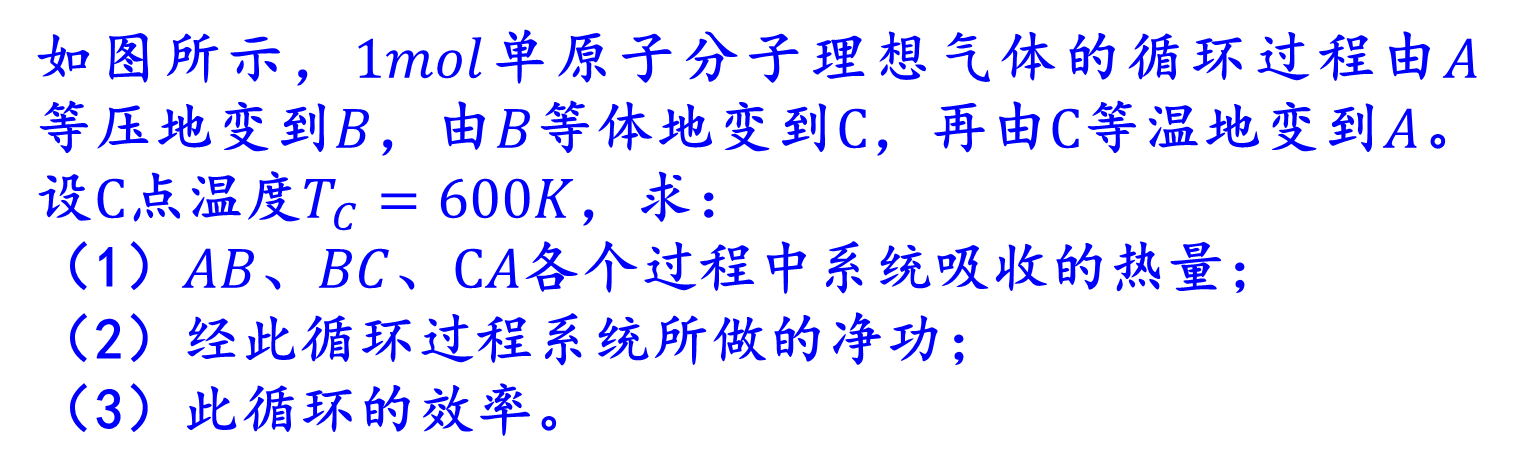 如图所示，1mol单原子分子理想气体的循环过程由A
等压地变到B，由B等体地变到C，再由C等温地变到A。
设C点温度T_C = 600K，求：
（1）AB、BC、CA各个过程中系统吸收的热量；
（2）经此循环过程系统所做的净功；
（3）此循环的效率。